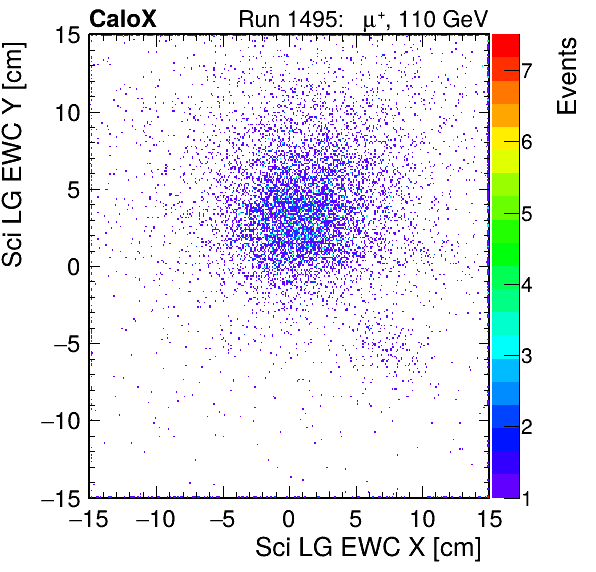 CaloX Run 1495: μ+, 110 GeV
Sci LG EWC Y [cm]
Events
15
10
5
0
−5
−10
−15
7
6
5
4
3
2
1
−15 −10 −5 0 5 10 15
Sci LG EWC X [cm]